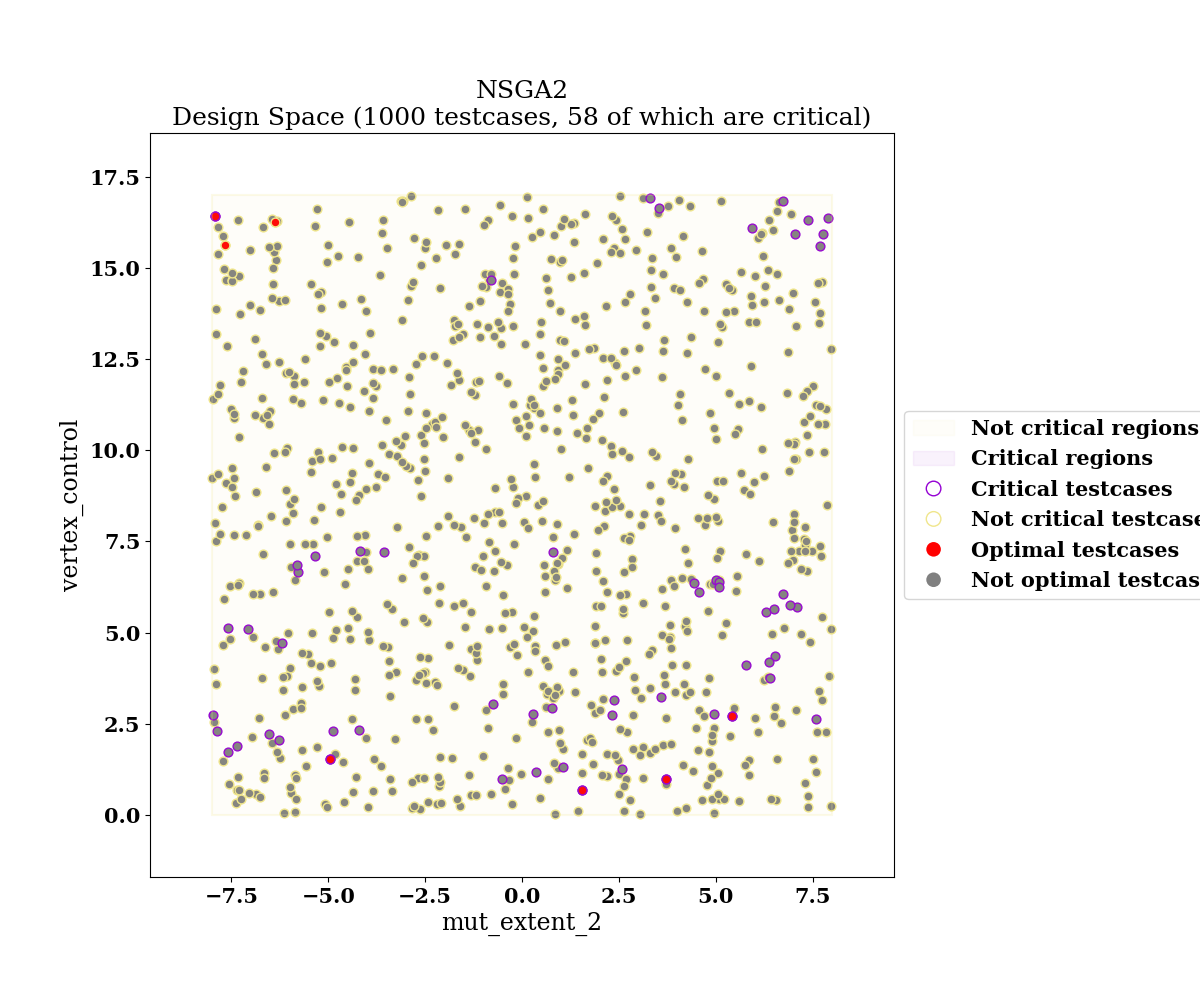 NSGA2
Design Space (1000 testcases, 58 of which are critical)
17.5
15.0
12.5
10.0
7.5
5.0
2.5
0.0
vertex_control
−7.5
−5.0
−2.5
0.0
2.5
5.0
7.5
mut_extent_2
Not critical regions
Critical regions
Critical testcases
Not critical testcase
Optimal testcases
Not optimal testcas